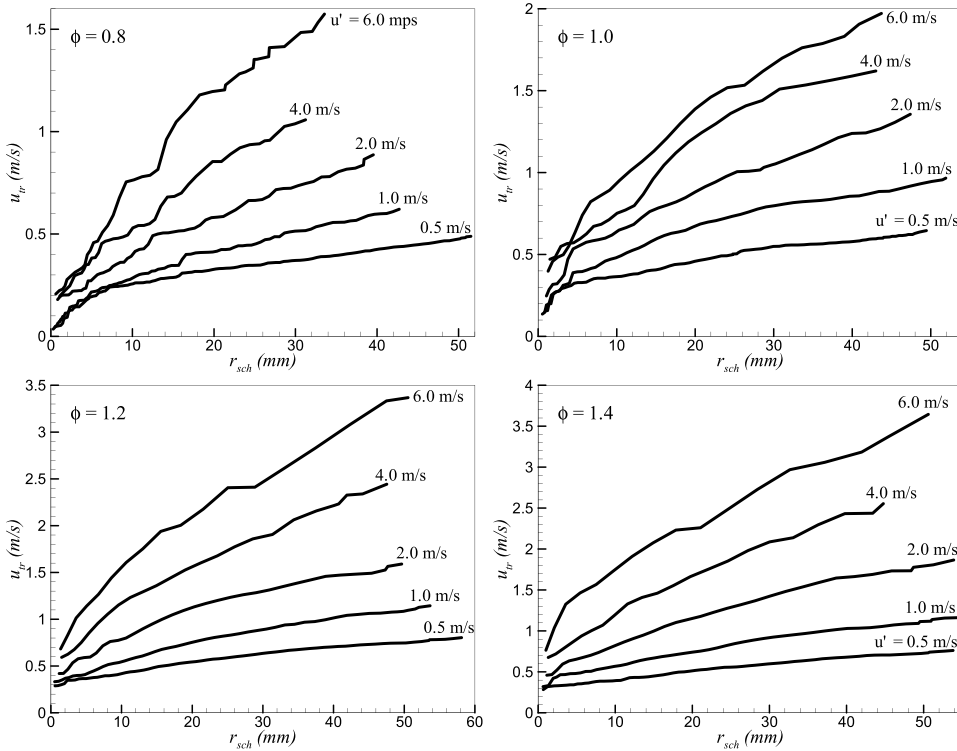 ϕ = 0.8
u' = 6.0 mps
4.0 m/s
2.0 m/s
1.0 m/s
0.5 m/s
u_tr (m/s)
0
0.5
1
1.5
0
10
20
30
40
50
r_sch (mm)
ϕ = 1.0
6.0 m/s
4.0 m/s
2.0 m/s
1.0 m/s
u' = 0.5 m/s
u_tr (m/s)
0
0.5
1
1.5
2
0
10
20
30
40
50
r_sch (mm)
ϕ = 1.2
6.0 m/s
4.0 m/s
2.0 m/s
1.0 m/s
0.5 m/s
u_tr (m/s)
0
0.5
1
1.5
2
2.5
3
3.5
0
10
20
30
40
50
60
r_sch (mm)
ϕ = 1.4
6.0 m/s
4.0 m/s
2.0 m/s
1.0 m/s
u' = 0.5 m/s
u_tr (m/s)
0
0.5
1
1.5
2
2.5
3
3.5
4
0
10
20
30
40
50
r_sch (mm)